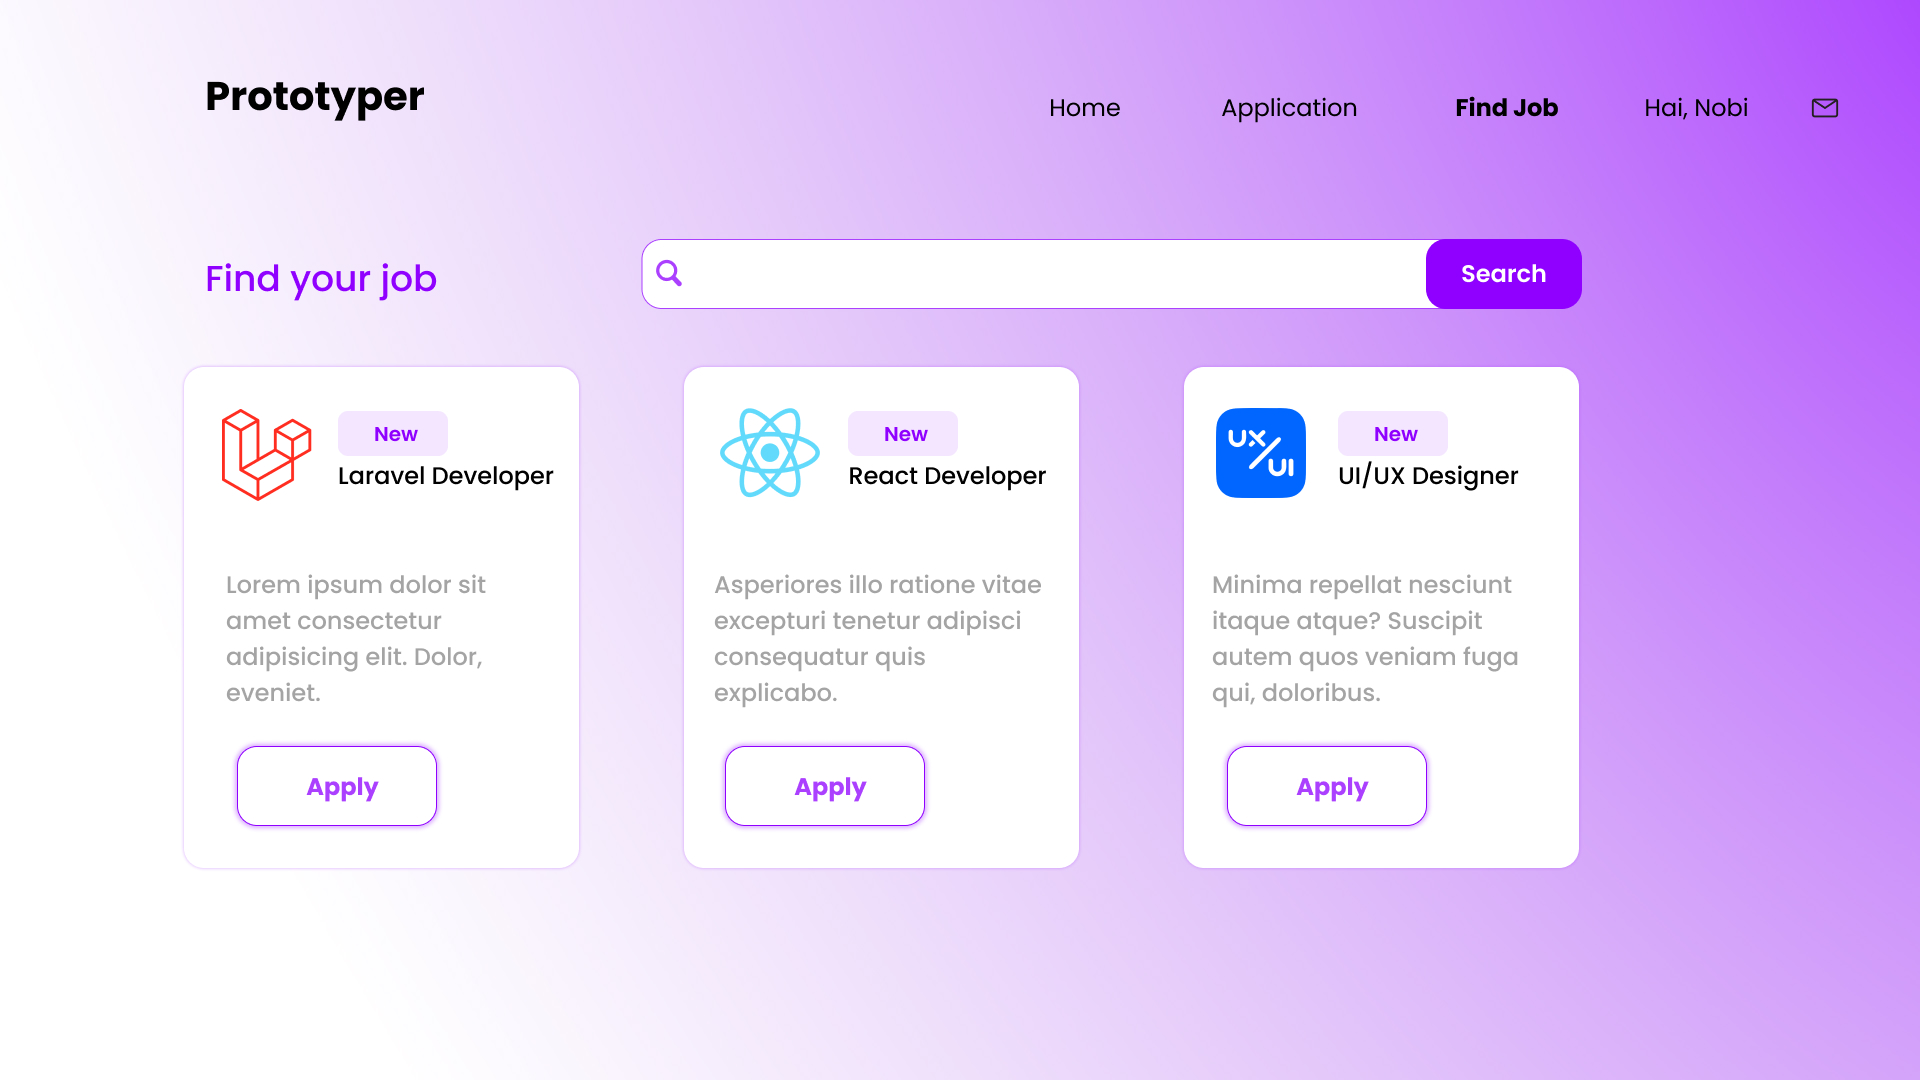 Prototyper
Home
Application
Find Job
Hai, Nobi
Find your job
Search
New
Laravel Developer
Lorem ipsum dolor sit
amet consectetur
adipisicing elit. Dolor,
eveniet.
Apply
New
React Developer
Asperiores illo ratione vitae
excepturi tenetur adipisci
consequatur quis
explicabo.
Apply
UX/UI
New
UI/UX Designer
Minima repellat nesciunt
itaque atque? Suscipit
autem quos veniam fuga
qui, doloribus.
Apply